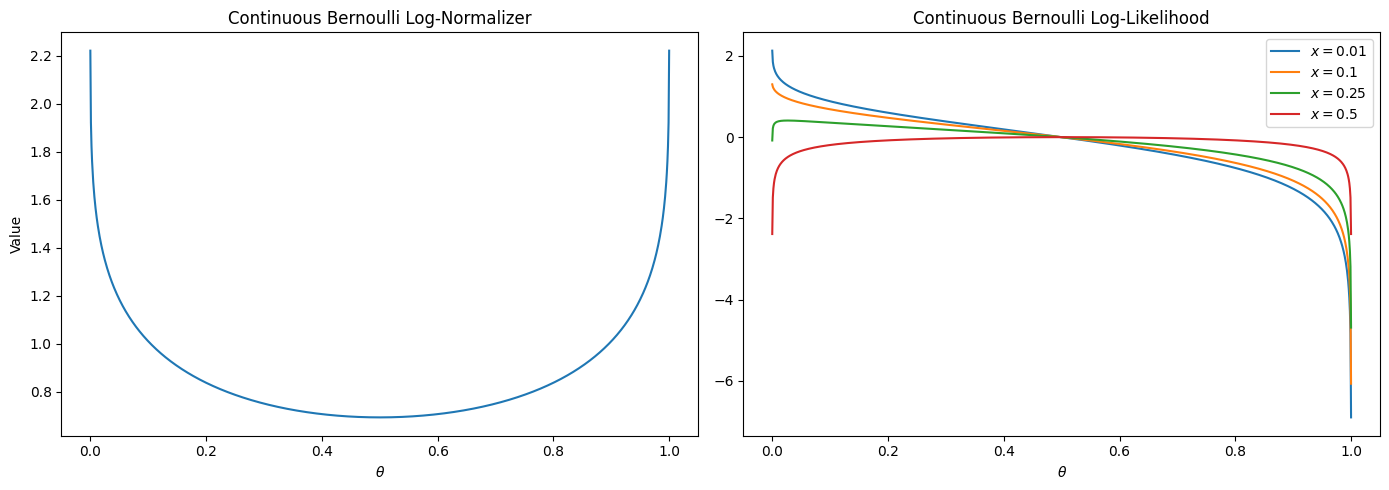 Continuous Bernoulli Log-Normalizer
2.2
2.0
1.8
1.6
1.4
1.2
1.0
0.8
Value
0.0 0.2 0.4 0.6 0.8 1.0
θ
Continuous Bernoulli Log-Likelihood
x = 0.01
x = 0.1
x = 0.25
x = 0.5
2
0
−2
−4
−6
0.0 0.2 0.4 0.6 0.8 1.0
θ